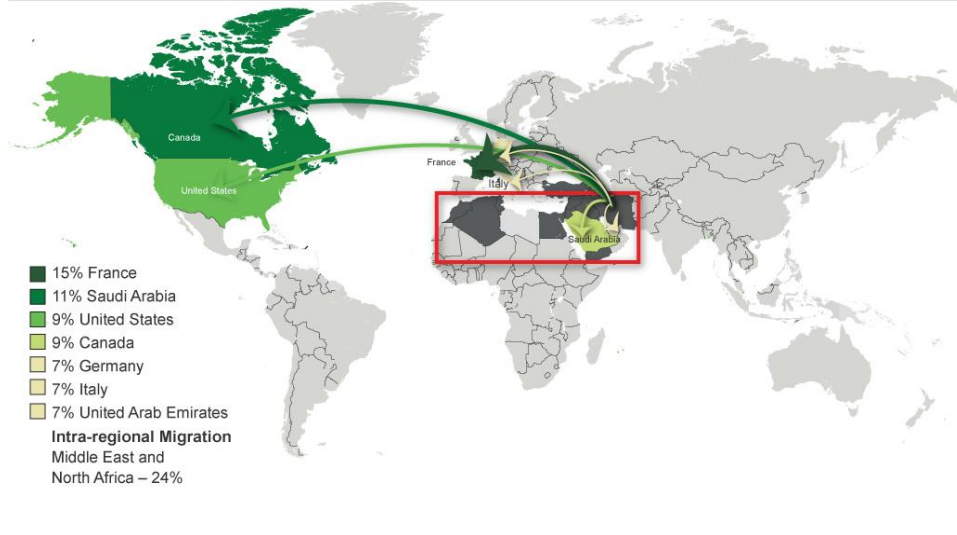 Canada
France
United States
Italy
Saudi Arabia
15% France
11% Saudi Arabia
9% United States
9% Canada
7% Germany
7% Italy
7% United Arab Emirates
Intra-regional Migration
Middle East and
North Africa – 24%